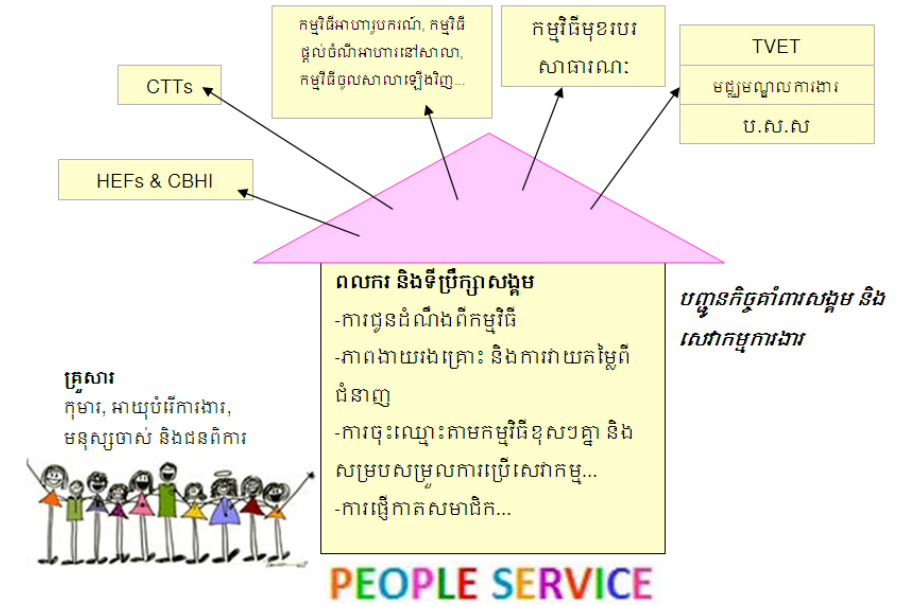 កម្មវិធីអាហារូបករណ៍, កម្មវិធី
ផ្តល់ចំណីអាហារនៅសាលា,
កម្មវិធីចូលសាលាឡើងវិញ...
កម្មវិធីមុខរបរ
សាធារណៈ
TVET
មជ្ឈមណ្ឌលការងារ
ប.ស.ស
CTTs
HEFs & CBHI
ពលករ និងទីប្រឹក្សាសង្គម
-ការជូនដំណឹងពីកម្មវិធី
-ភាពងាយរងគ្រោះ និងការវាយតម្លៃពី
ជំនាញ
-ការចុះឈ្មោះតាមកម្មវិធីខុសៗគ្នា និង
សម្របសម្រួលការប្រើសេវាកម្ម...
-ការផ្ញើកាតសមាជិក...
បញ្ជូនកិច្ចគាំពារសង្គម និង
សេវាកម្មការងារ
គ្រួសារ
កុមារ, អាយុបំរើការងារ,
មនុស្សចាស់ និងជនពិការ
PEOPLE SERVICE